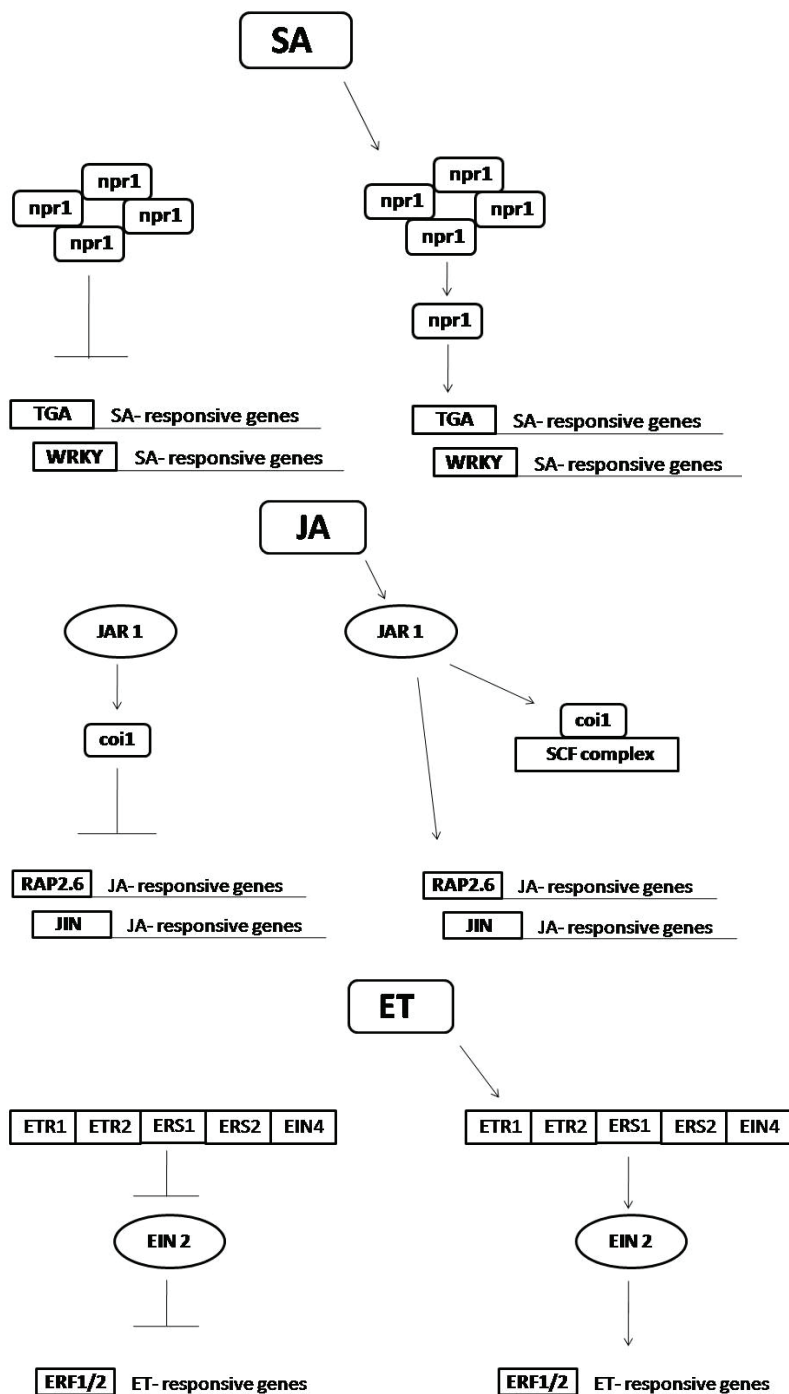 SA
npr1
npr1
npr1
npr1
npr1
npr1
npr1
npr1
npr1
TGA SA- responsive genes
WRKY SA- responsive genes
TGA SA- responsive genes
WRKY SA- responsive genes
JA
JAR 1
JAR 1
coi1
coi1
SCF complex
RAP2.6 JA- responsive genes
JIN JA- responsive genes
RAP2.6 JA- responsive genes
JIN JA- responsive genes
ET
ETR1 ETR2 ERS1 ERS2 EIN4
ETR1 ETR2 ERS1 ERS2 EIN4
EIN 2
EIN 2
ERF1/2 ET- responsive genes
ERF1/2 ET- responsive genes